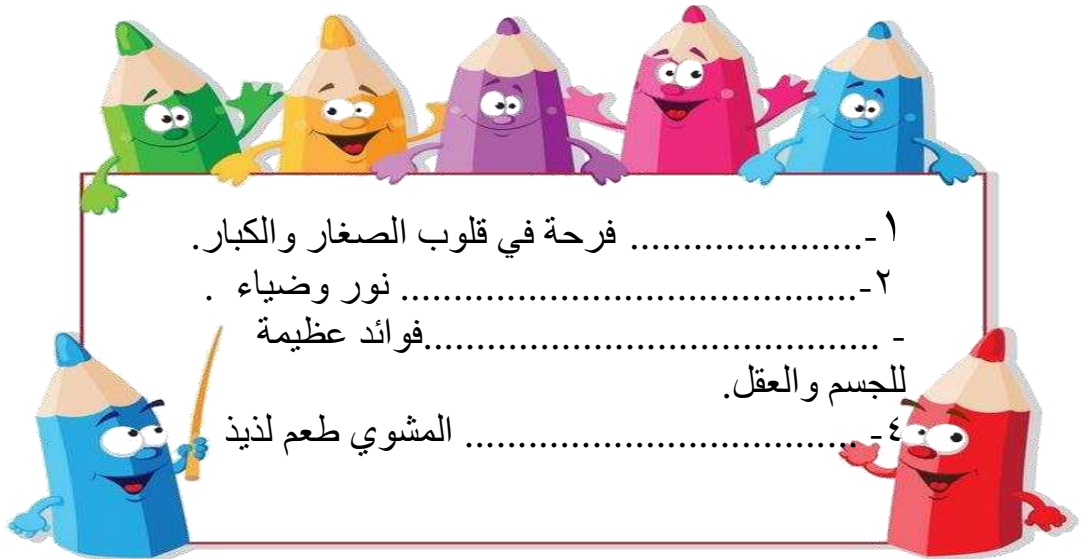 ١-...................... فرحة في قلوب الصغار والكبار.
٢-............................................ نور وضياء .
- ............................................فوائد عظيمة
للجسم والعقل.
٤- ...................................... المشوي طعم لذيذ